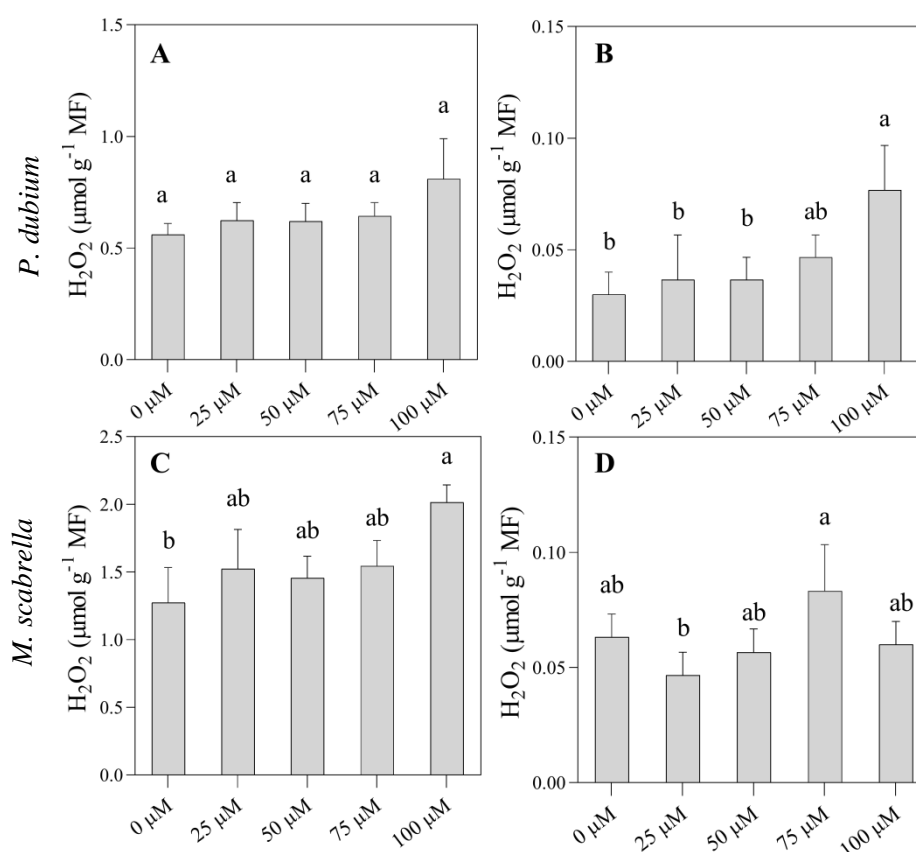 P. dubium
H₂O₂ (μmol g⁻¹ MF)
A
1.5
1.0
0.5
0.0
a
a
a
a
a
0 μM
25 μM
50 μM
75 μM
100 μM
H₂O₂ (μmol g⁻¹ MF)
B
0.15
0.10
0.05
0.00
b
b
b
ab
a
0 μM
25 μM
50 μM
75 μM
100 μM
M. scabrella
H₂O₂ (μmol g⁻¹ MF)
C
2.5
2.0
1.5
1.0
0.5
0.0
b
ab
ab
ab
a
0 μM
25 μM
50 μM
75 μM
100 μM
H₂O₂ (μmol g⁻¹ MF)
D
0.15
0.10
0.05
0.00
ab
b
ab
a
ab
0 μM
25 μM
50 μM
75 μM
100 μM